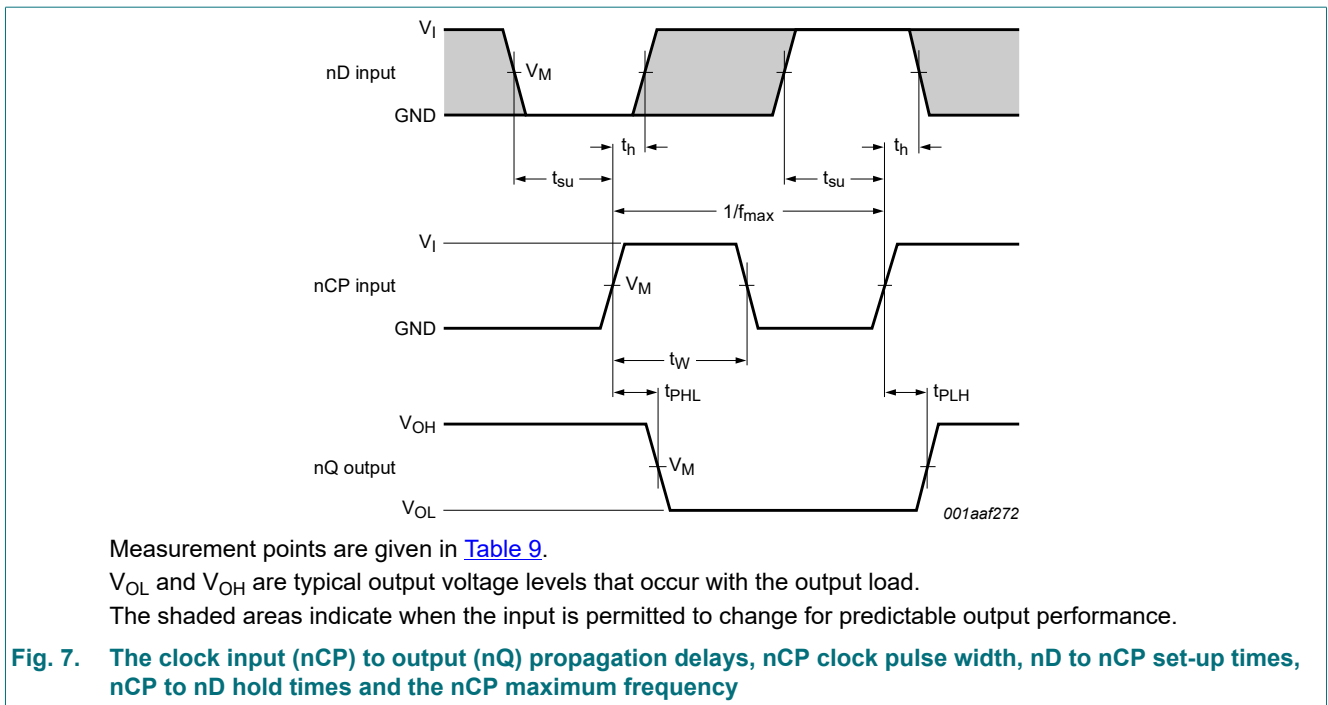 VI
nD input
VM
GND
th
th
tsu
tsu
1/fmax
VI
nCP input
VM
GND
tW
tPHL
tPLH
VOH
nQ output
VM
VOL
001aaf272
Measurement points are given in Table 9.
VOL and VOH are typical output voltage levels that occur with the output load.
The shaded areas indicate when the input is permitted to change for predictable output performance.
Fig. 7. The clock input (nCP) to output (nQ) propagation delays, nCP clock pulse width, nD to nCP set-up times,
nCP to nD hold times and the nCP maximum frequency